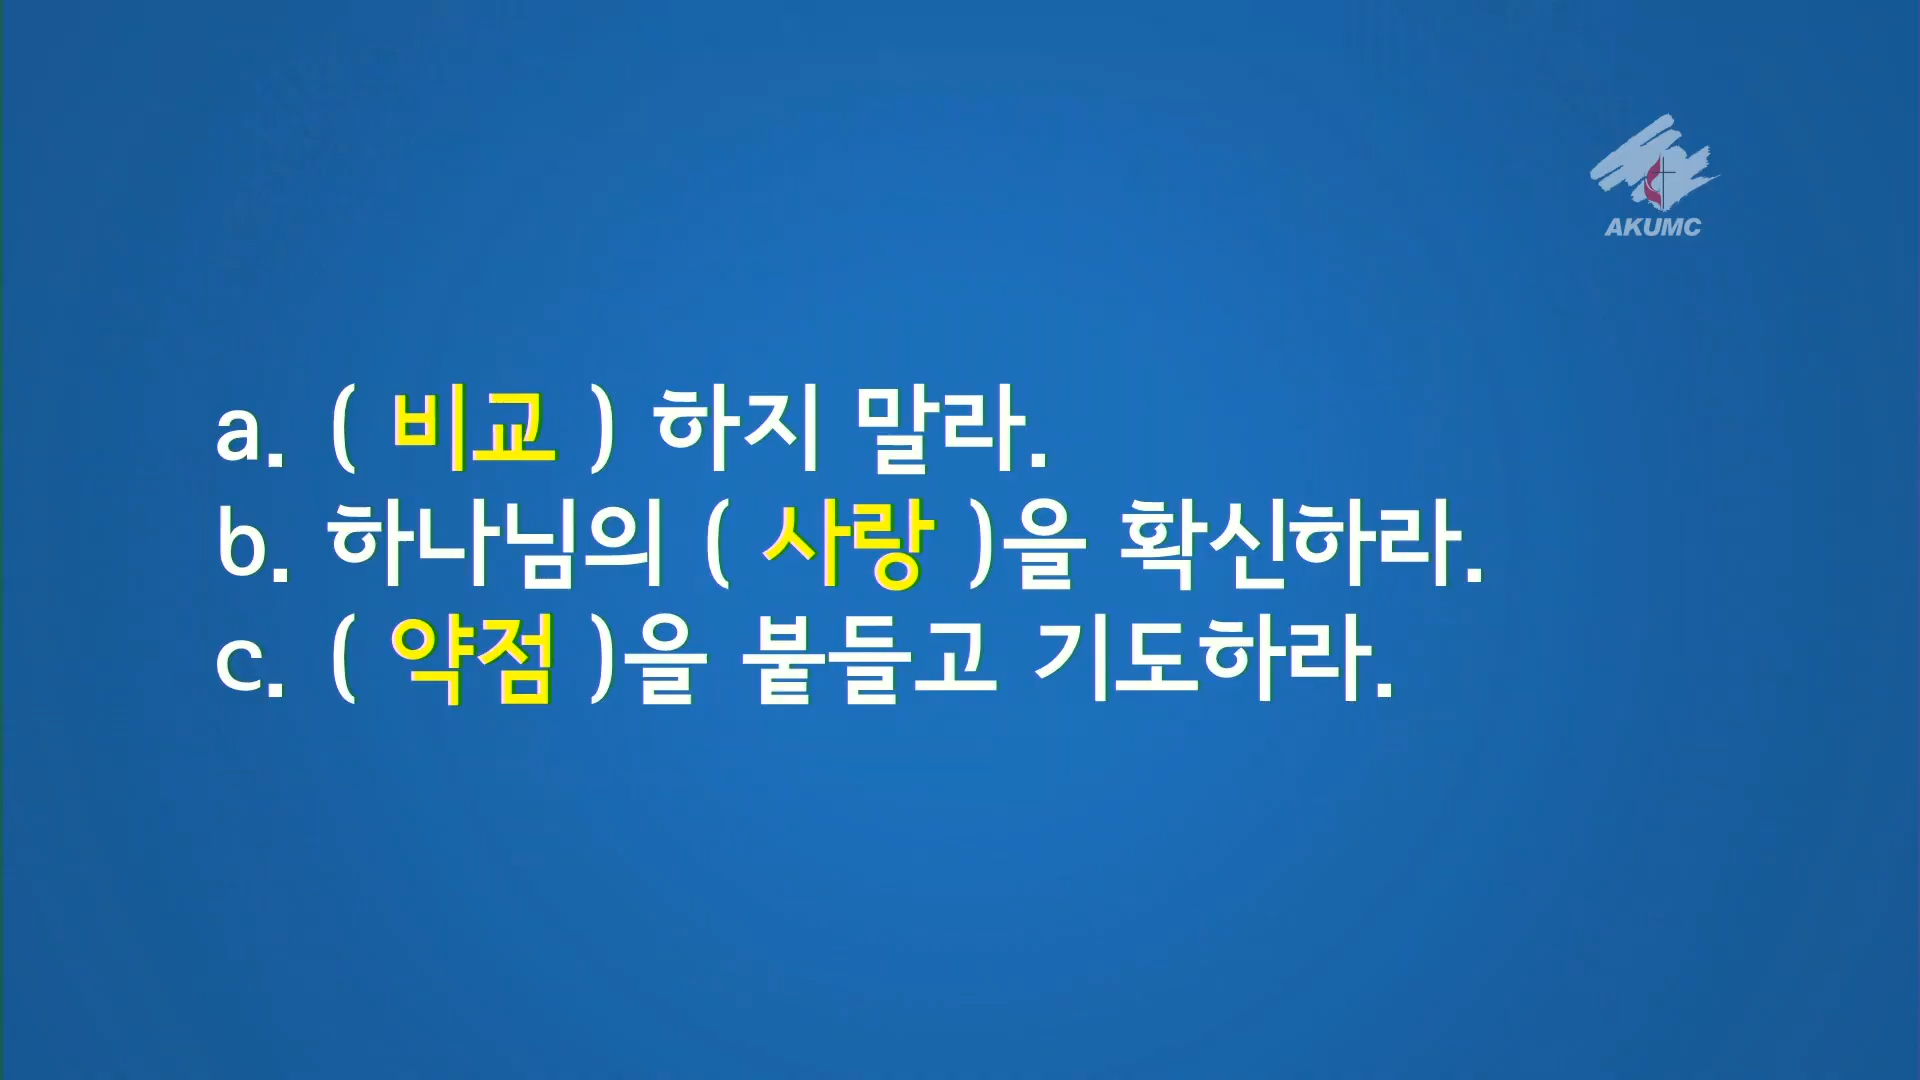 AKUMC
a. ( 비교 ) 하지 말라.
b. 하나님의 ( 사랑 )을 확신하라.
c. ( 약점 )을 붙들고 기도하라.